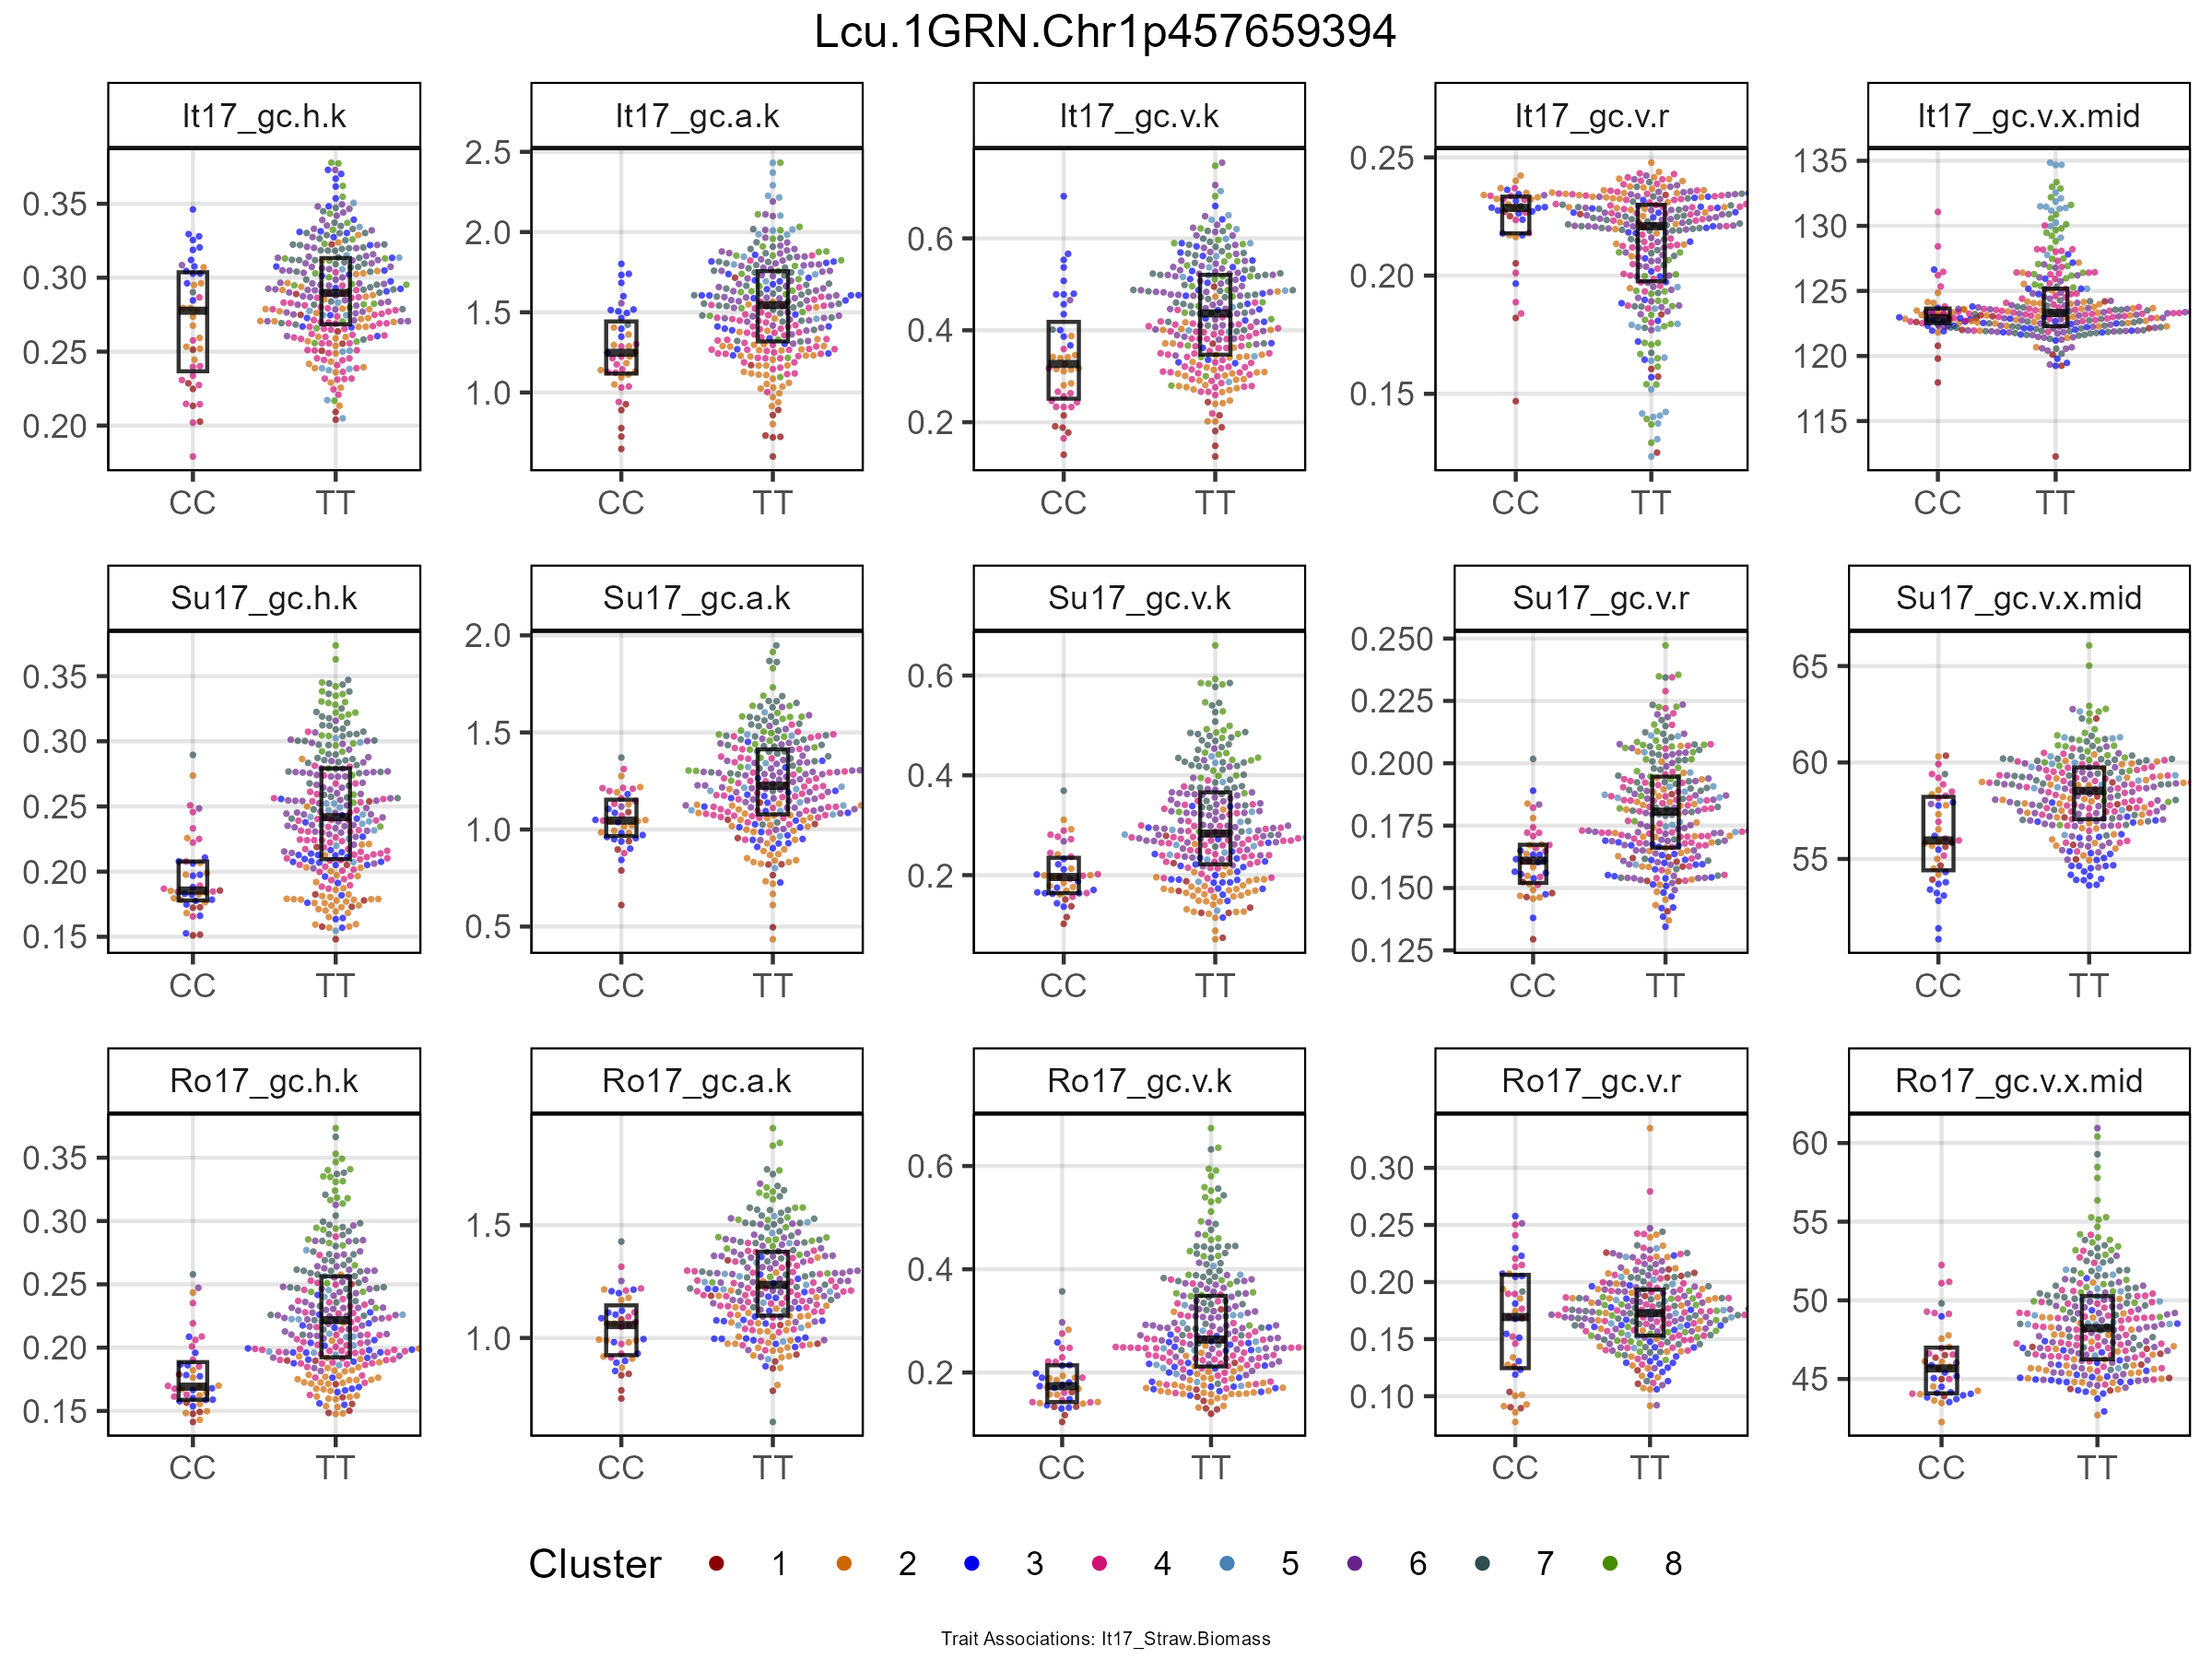 Lcu.1GRN.Chr1p457659394
It17_gc.h.k
It17_gc.a.k
It17_gc.v.k
It17_gc.v.r
It17_gc.v.x.mid
0.35
0.30
0.25
0.20
2.5
2.0
1.5
1.0
0.6
0.4
0.2
0.25
0.20
0.15
135
130
125
120
115
CC TT
CC TT
CC TT
CC TT
CC TT
Su17_gc.h.k
Su17_gc.a.k
Su17_gc.v.k
Su17_gc.v.r
Su17_gc.v.x.mid
0.35
0.30
0.25
0.20
0.15
2.0
1.5
1.0
0.5
0.6
0.4
0.2
0.250
0.225
0.200
0.175
0.150
0.125
65
60
55
CC TT
CC TT
CC TT
CC TT
CC TT
Ro17_gc.h.k
Ro17_gc.a.k
Ro17_gc.v.k
Ro17_gc.v.r
Ro17_gc.v.x.mid
0.35
0.30
0.25
0.20
0.15
1.5
1.0
0.6
0.4
0.2
0.30
0.25
0.20
0.15
0.10
60
55
50
45
CC TT
CC TT
CC TT
CC TT
CC TT
Cluster 1 2 3 4 5 6 7 8
Trait Associations: It17_Straw.Biomass